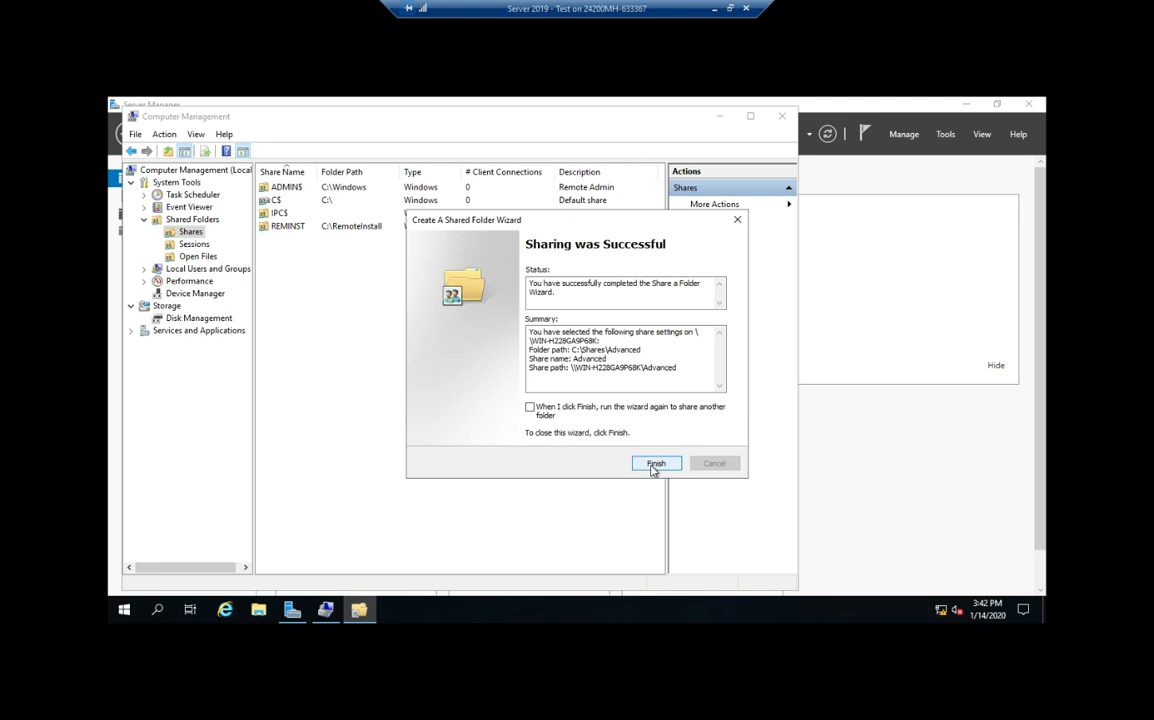 Server 2019 - Test on 24200MH-633367
Server Manager
Computer Management
File Action View Help
Manage Tools View Help
Computer Management (Local
System Tools
Task Scheduler
Event Viewer
Shared Folders
Shares
Sessions
Open Files
Local Users and Groups
Performance
Device Manager
Storage
Disk Management
Services and Applications
Share Name Folder Path Type # Client Connections Description
ADMIN$ C:\Windows Windows 0 Remote Admin
C$ C:\ Windows 0 Default share
IPC$
REMINST C:\RemoteInstall
Actions
Shares
More Actions
Create A Shared Folder Wizard
Sharing was Successful
Status:
You have successfully completed the Share a Folder
Wizard.
Summary:
You have selected the following share settings on \
\WIN-H228GA9P68K:
Folder path: C:\Shares\Advanced
Share name: Advanced
Share path: \\WIN-H228GA9P68K\Advanced
When I click Finish, run the wizard again to share another
folder
To close this wizard, click Finish.
Finish Cancel
Hide
3:42 PM
1/14/2020